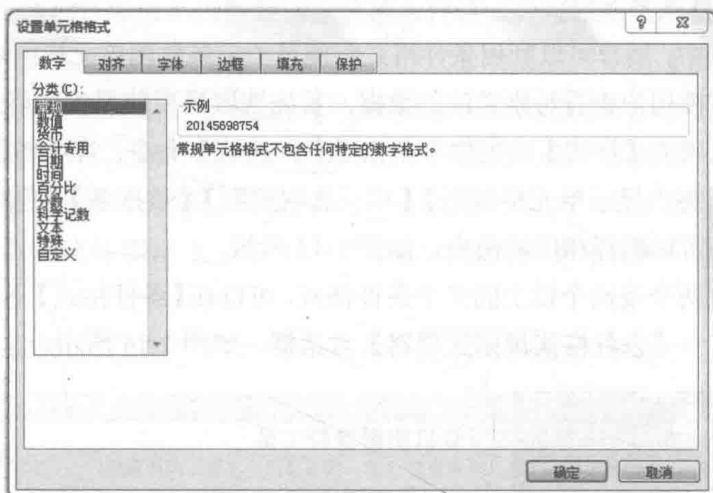 设置单元格格式
数字 对齐 字体 边框 填充 保护
分类(C):
常规
数值
货币
会计专用
日期
时间
百分比
分数
科学记数
文本
特殊
自定义
示例
20145698754
常规单元格格式不包含任何特定的数字格式。
确定 取消